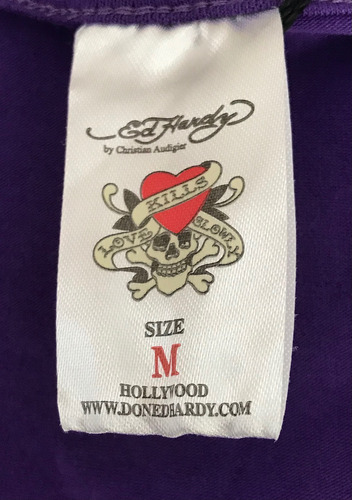 Ed Hardy
by Christian Audigier
KILLS
LOVE SLOWLY
SIZE
M
HOLLYWOOD
WWW.DONEDHARDY.COM